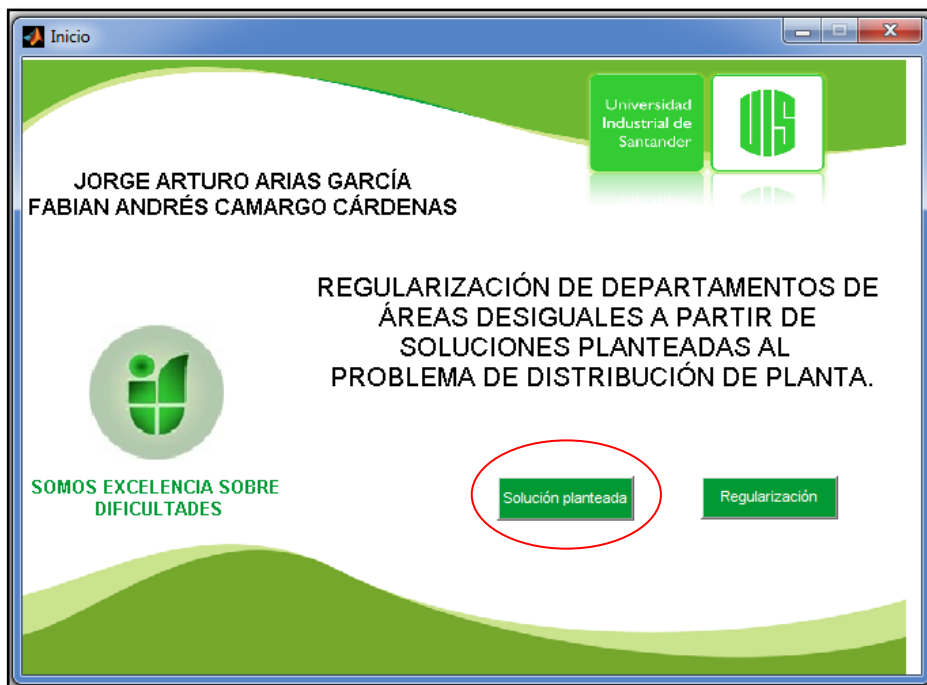 Inicio
Universidad
Industrial de
Santander
UIS
JORGE ARTURO ARIAS GARCÍA
FABIAN ANDRÉS CAMARGO CÁRDENAS
REGULARIZACIÓN DE DEPARTAMENTOS DE
ÁREAS DESIGUALES A PARTIR DE
SOLUCIONES PLANTEADAS AL
PROBLEMA DE DISTRIBUCIÓN DE PLANTA.
SOMOS EXCELENCIA SOBRE
DIFICULTADES
Solución planteada
Regularización